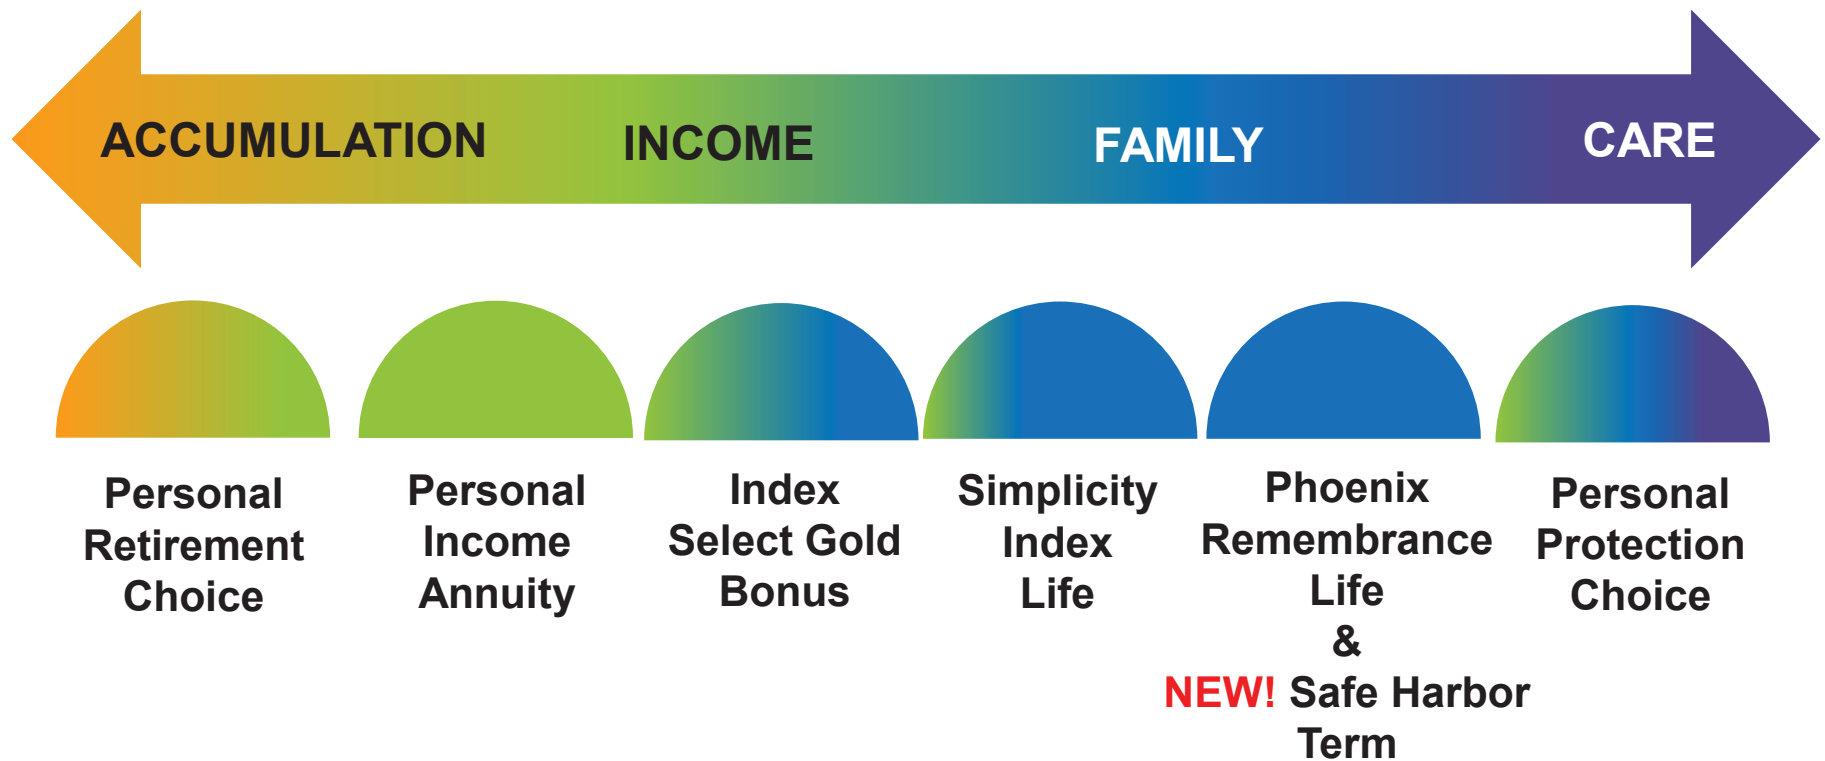 ACCUMULATION
INCOME
FAMILY
CARE
Personal
Retirement
Choice
Personal
Income
Annuity
Index
Select Gold
Bonus
Simplicity
Index
Life
Phoenix
Remembrance
Life
&
NEW! Safe Harbor
Term
Personal
Protection
Choice